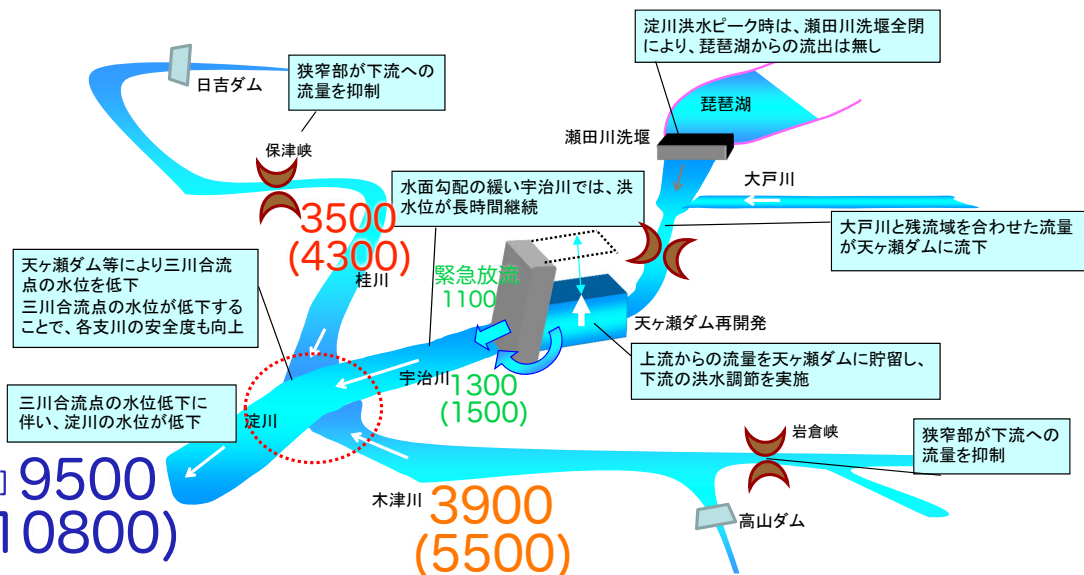 淀川洪水ピーク時は、瀬田川洗堰全閉
により、琵琶湖からの流出は無し
狭窄部が下流への
流量を抑制
日吉ダム
琵琶湖
瀬田川洗堰
保津峡
大戸川
水面勾配の緩い宇治川では、洪
水位が長時間継続
3500
(4300)
桂川
大戸川と残流域を合わせた流量
が天ヶ瀬ダムに流下
天ヶ瀬ダム等により三川合流
点の水位を低下
三川合流点の水位が低下する
ことで、各支川の安全度も向上
緊急放流
1100
天ヶ瀬ダム再開発
上流からの流量を天ヶ瀬ダムに貯留し、
下流の洪水調節を実施
宇治川
1300
(1500)
三川合流点の水位低下に
伴い、淀川の水位が低下
淀川
岩倉峡
狭窄部が下流への
流量を抑制
9500
10800)
木津川
3900
(5500)
高山ダム